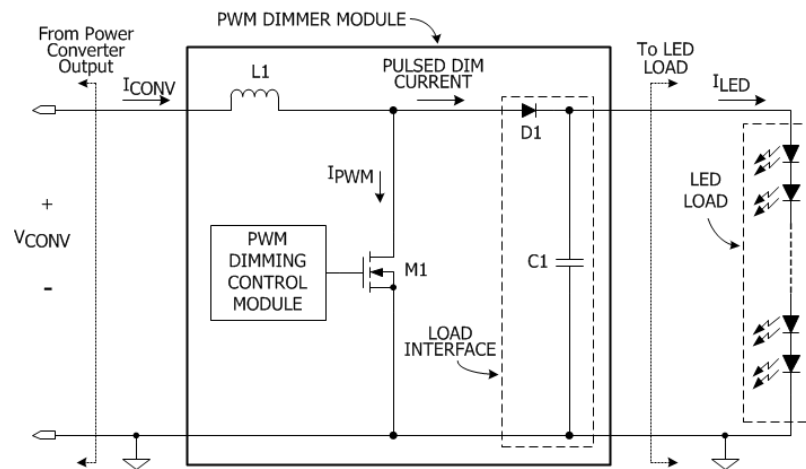 PWM DIMMER MODULE
From Power
Converter
Output
ICONV
L1
PULSED DIM
CURRENT
To LED
LOAD
ILED
D1
IPWM
LED
LOAD
+
VCONV
-
PWM
DIMMING
CONTROL
MODULE
M1
C1
LOAD
INTERFACE